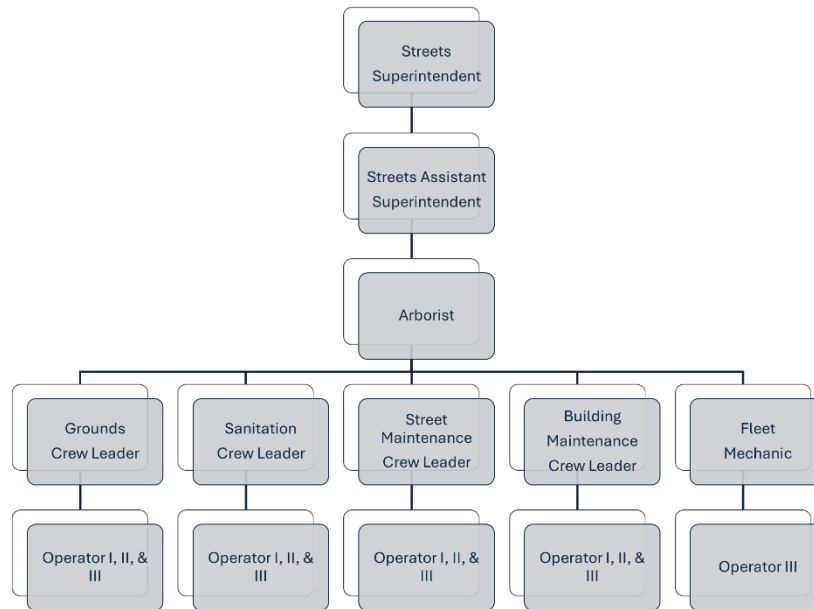 Streets
Superintendent
Streets Assistant
Superintendent
Arborist
Grounds
Crew Leader
Sanitation
Crew Leader
Street
Maintenance
Crew Leader
Building
Maintenance
Crew Leader
Fleet
Mechanic
Operator I, II, &
III
Operator I, II, &
III
Operator I, II, &
III
Operator I, II, &
III
Operator III